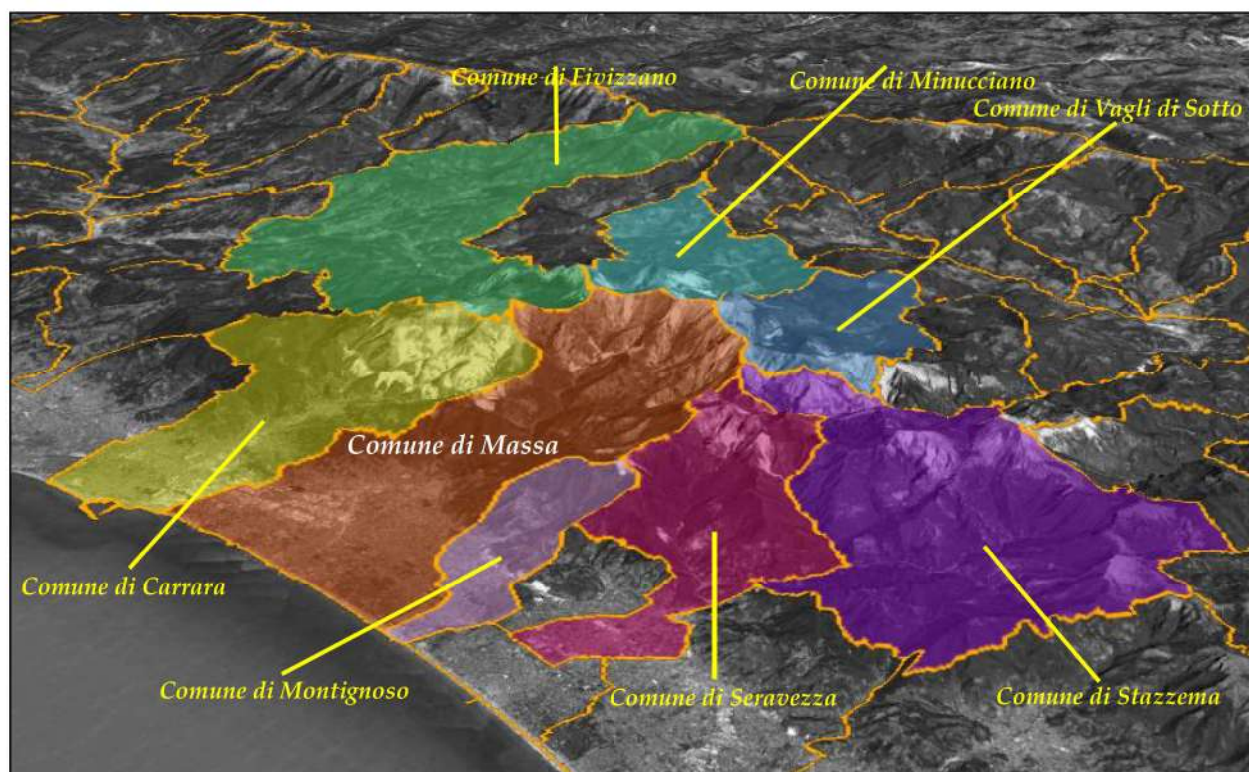 Comune di Fivizzano
Comune di Minucciano
Comune di Vagli di Sotto
Comune di Massa
Comune di Carrara
Comune di Montignoso
Comune di Seravezza
Comune di Stazzema